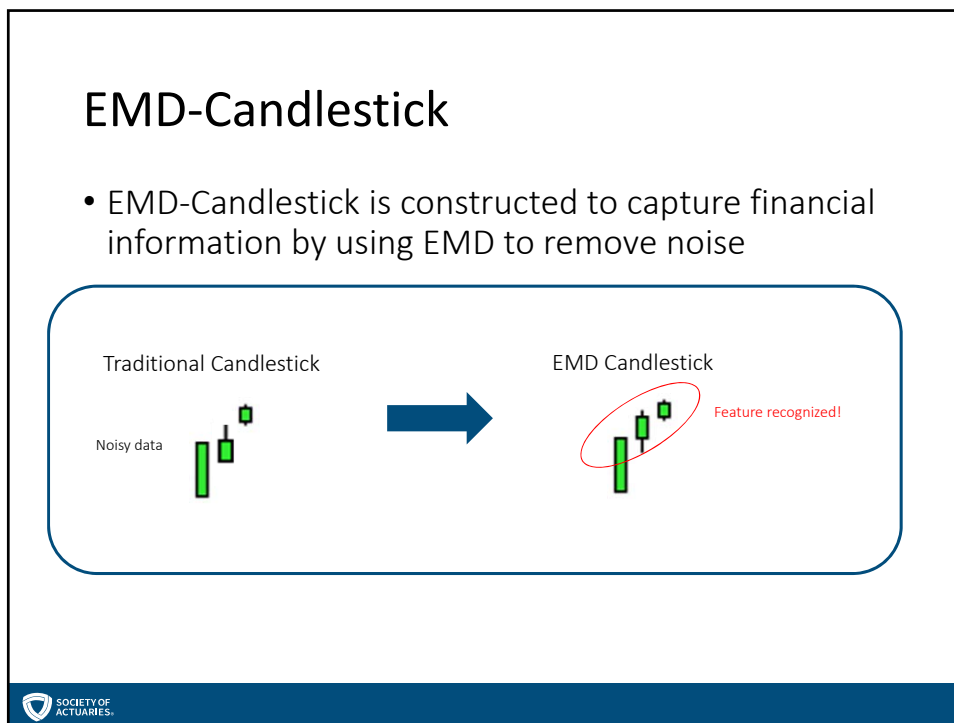 EMD-Candlestick
• EMD-Candlestick is constructed to capture financial
information by using EMD to remove noise
Traditional Candlestick
EMD Candlestick
Feature recognized!
Noisy data
SOCIETY OF
ACTUARIES®